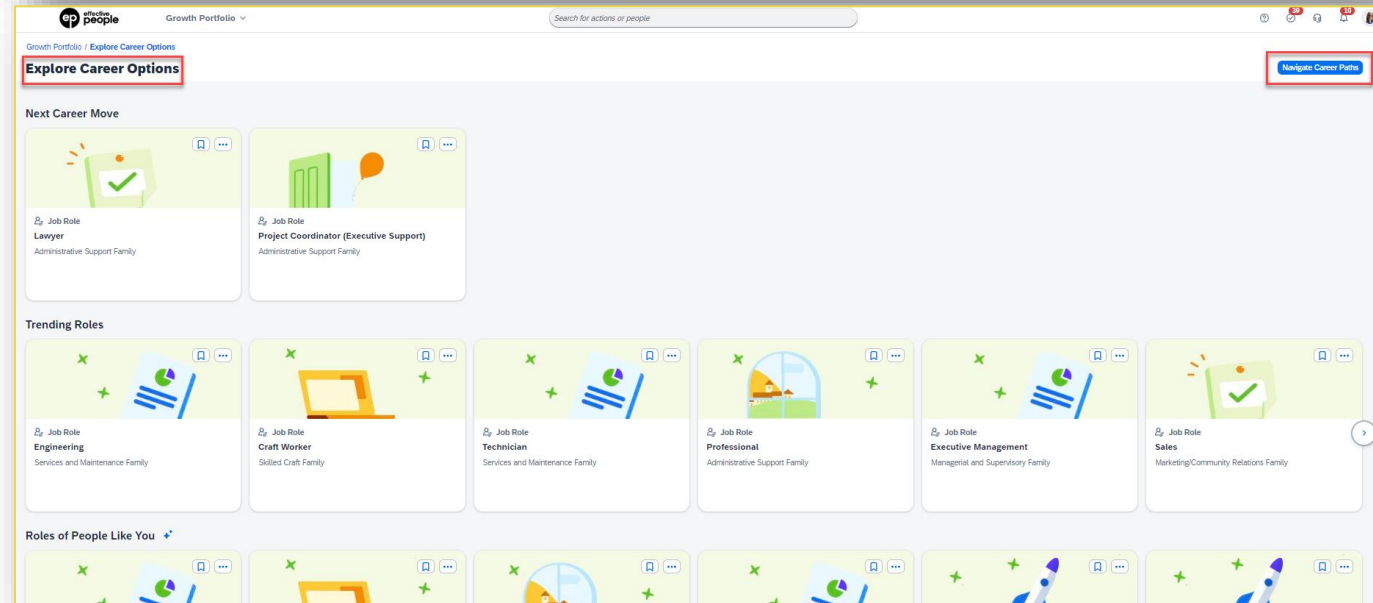 ep effective people
Growth Portfolio
Search for actions or people
39
10
Growth Portfolio / Explore Career Options
Explore Career Options
Navigate Career Paths
Next Career Move
Job Role
Lawyer
Administrative Support Family
Job Role
Project Coordinator (Executive Support)
Administrative Support Family
Trending Roles
Job Role
Engineering
Services and Maintenance Family
Job Role
Craft Worker
Skilled Craft Family
Job Role
Technician
Services and Maintenance Family
Job Role
Professional
Administrative Support Family
Job Role
Executive Management
Managerial and Supervisory Family
Job Role
Sales
Marketing/Community Relations Family
Roles of People Like You